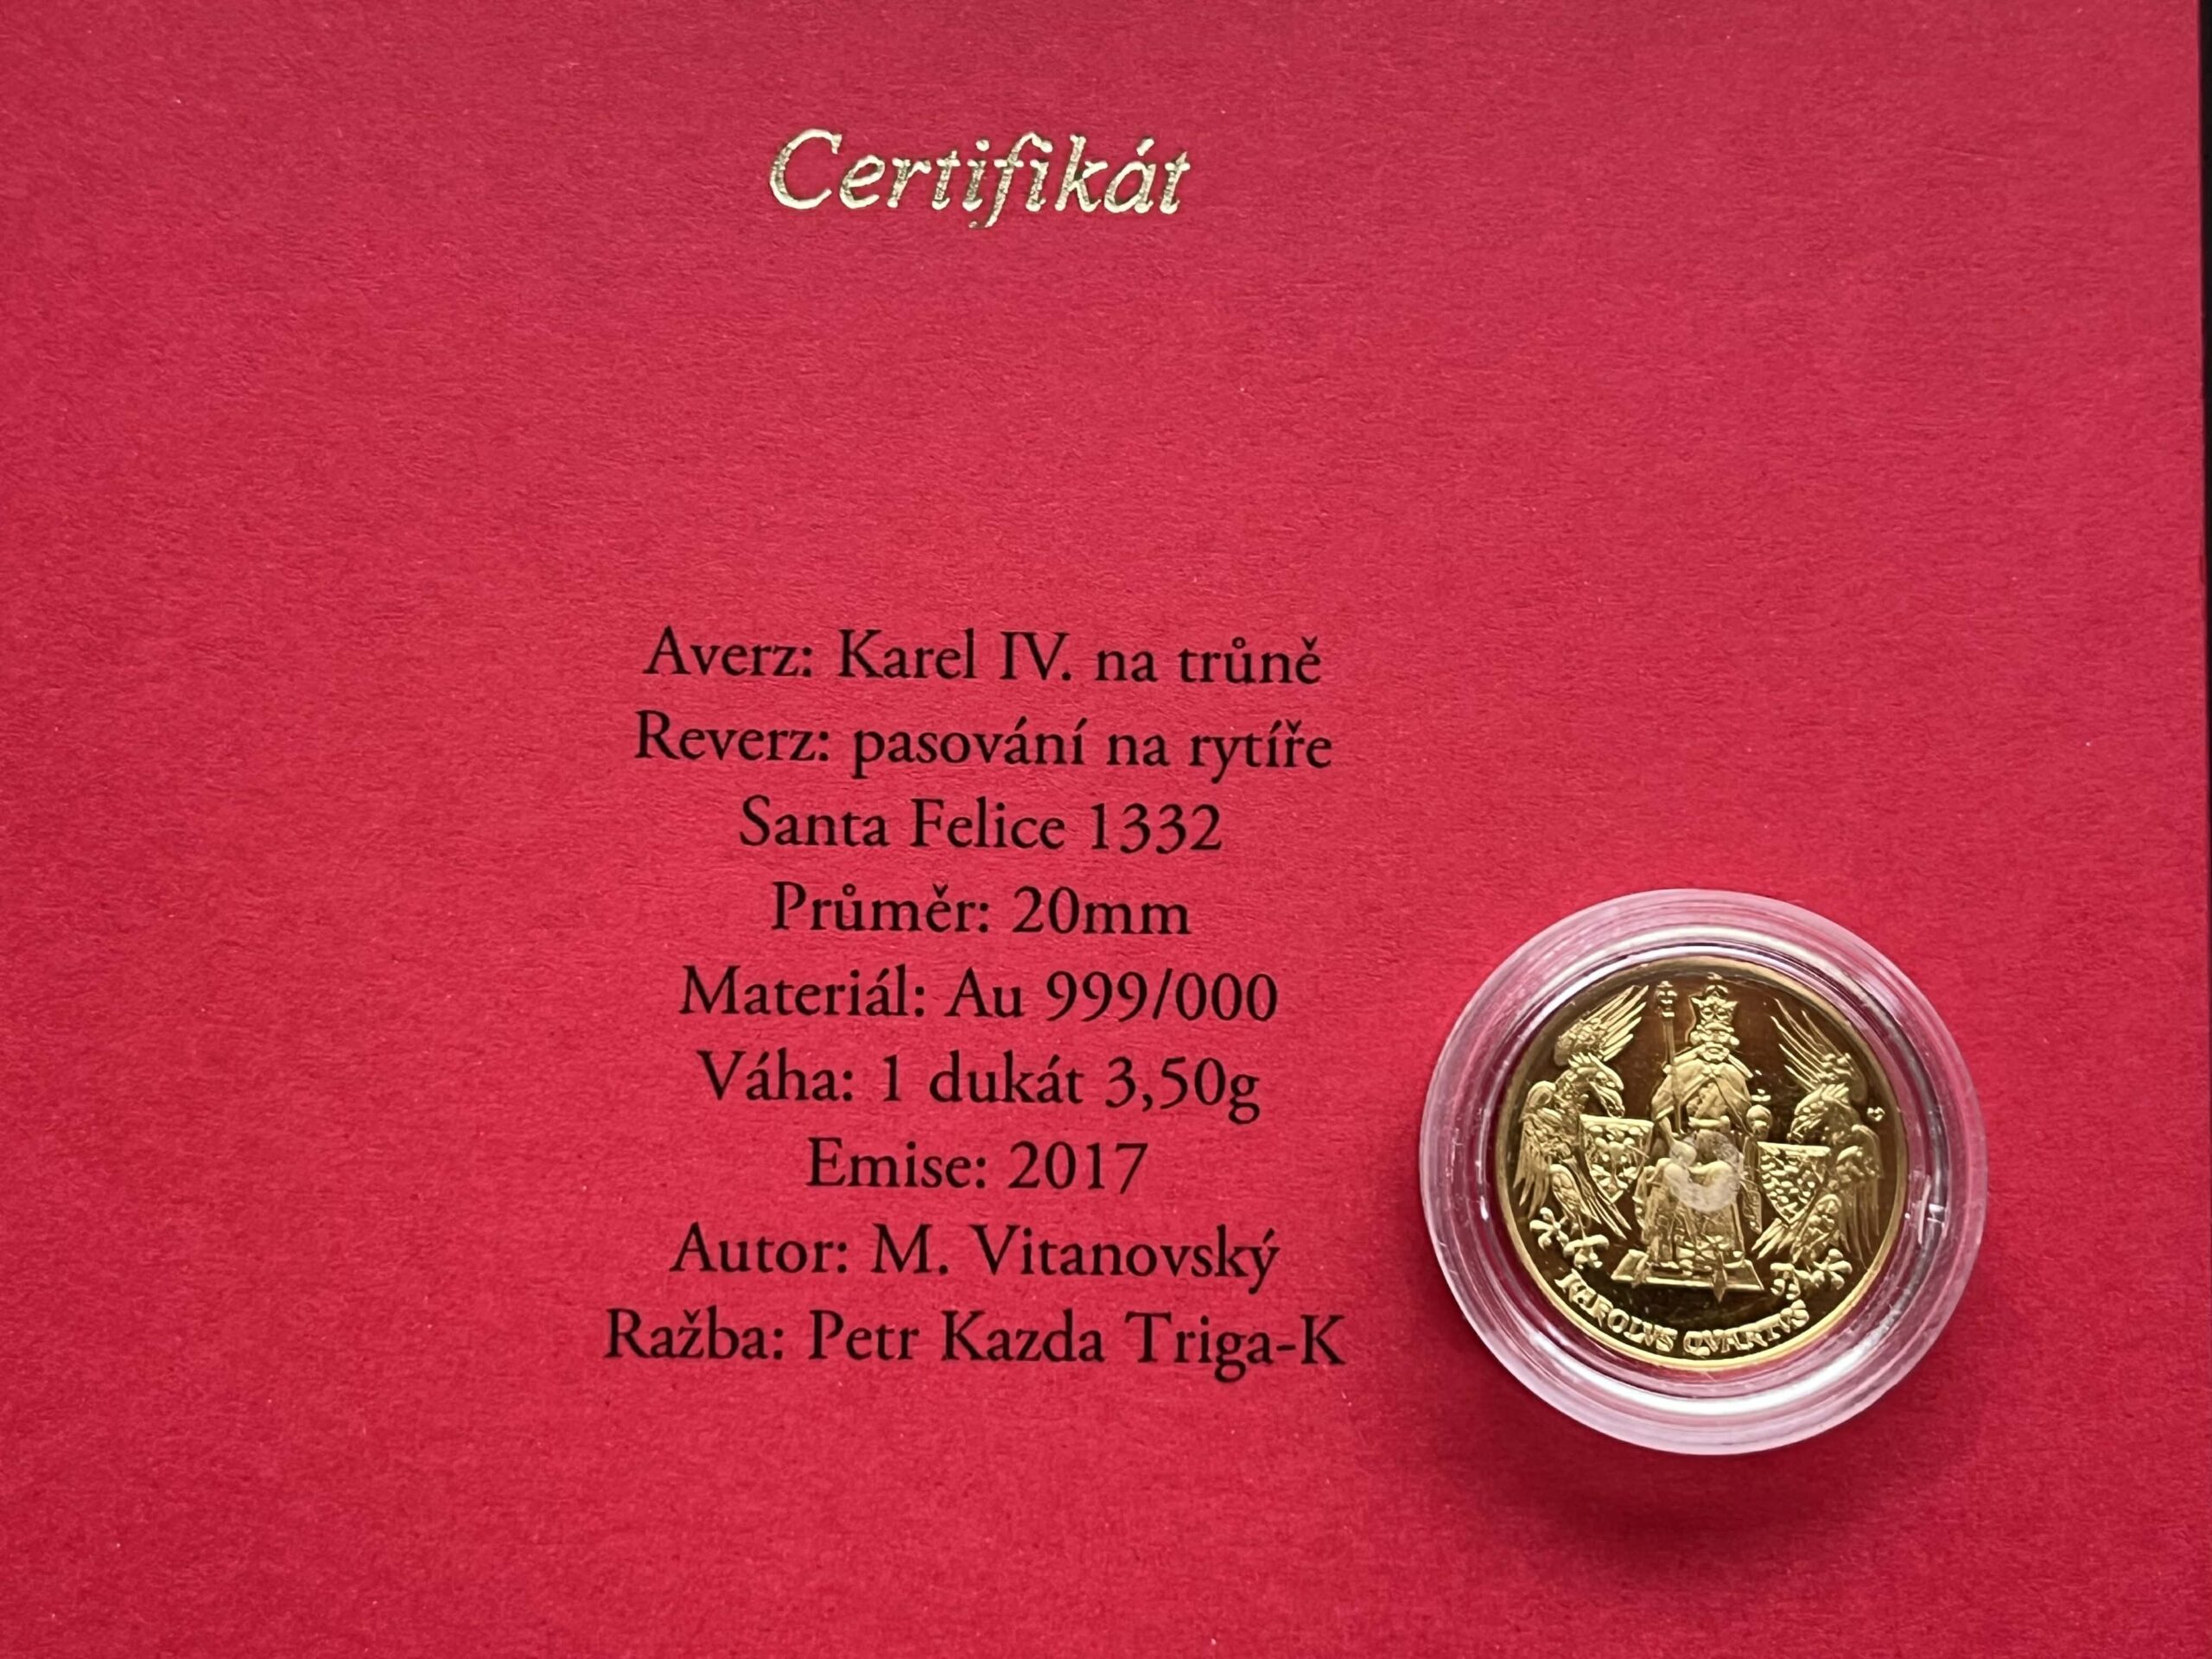 Certifikát
Averz: Karel IV. na trůně
Reverz: pasování na rytíře
Santa Felice 1332
Průměr: 20mm
Materiál: Au 999/000
Váha: 1 dukát 3,50g
Emise: 2017
Autor: M. Vitanovský
Ražba: Petr Kazda Triga-K
KAROLVS QVARTVS